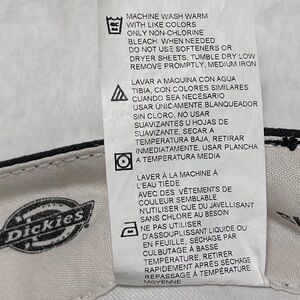 MACHINE WASH WARM
WITH LIKE COLORS
ONLY NON-CHLORINE
BLEACH WHEN NEEDED
DO NOT USE SOFTENERS OR
DRYER SHEETS, TUMBLE DRY LOW
REMOVE PROMPTLY, MEDIUM IRON
LAVAR A MÁQUINA CON AGUA
TIBIA, CON COLORES SIMILARES
CUANDO SEA NECESARIO
USAR ÚNICAMENTE BLANQUEADOR
SIN CLORO, NO USAR
SUAVIZANTES U HOJAS DE
SUAVIZANTES, SECAR A
TEMPERATURA BAJA, RETIRAR
INMEDIATAMENTE, USAR PLANCHA
A TEMPERATURA MEDIA
LAVER À LA MACHINE À
L'EAU TIÈDE
AVEC DES VÊTEMENTS DE
COULEUR SEMBLABLE
N'UTILISER QUE DU JAVELLISANT
SANS CHLORE AU BESOIN
NE PAS UTILISER
D'ASSOUPLISSANT LIQUIDE OU
EN FEUILLE, SÉCHAGE PAR
CULBUTAGE À BASSE
TEMPÉRATURE, RETIRER
RAPIDEMENT APRÈS SÉCHAGE
REPASSAGE À TEMPÉRATURE
MOYENNE
Dickies